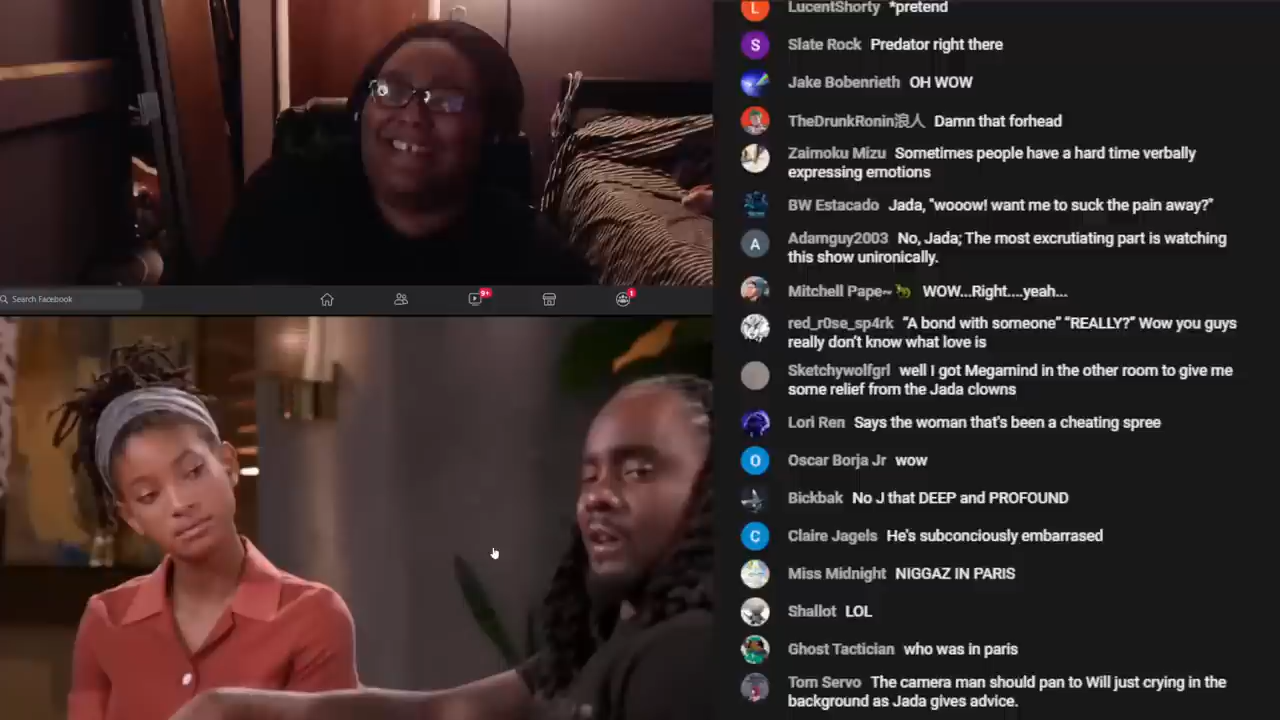 L LucentShorty *pretend
S Slate Rock Predator right there
Jake Bobenrieth OH WOW
TheDrunkRonin浪人 Damn that forhead
Zaimoku Mizu Sometimes people have a hard time verbally
expressing emotions
BW Estacado Jada, “wooow! want me to suck the pain away?”
A Adamguy2003 No, Jada; The most excrutiating part is watching
this show unironically.
Search Facebook
9+
1
Mitchell Pape~ WOW...Right....yeah...
red_r0se_sp4rk “A bond with someone” “REALLY?” Wow you guys
really don’t know what love is
Sketchywolfgrl well I got Megamind in the other room to give me
some relief from the Jada clowns
Lori Ren Says the woman that's been a cheating spree
O Oscar Borja Jr wow
Bickbak No J that DEEP and PROFOUND
C Claire Jagels He's subconciously embarrased
Miss Midnight NIGGAZ IN PARIS
Shallot LOL
Ghost Tactician who was in paris
Tom Servo The camera man should pan to Will just crying in the
background as Jada gives advice.